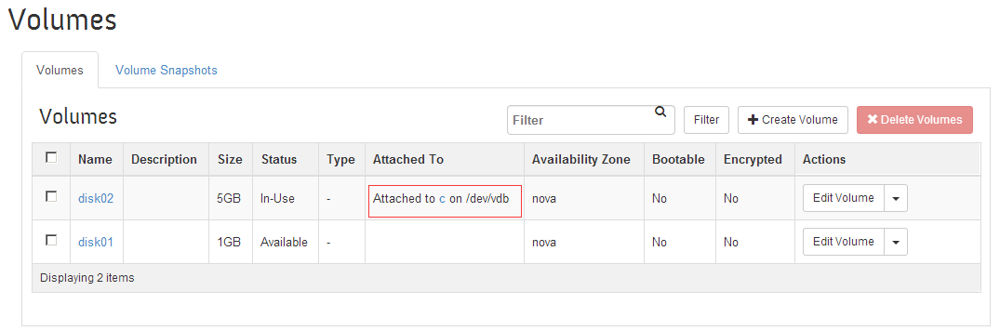 Volumes
Volumes Volume Snapshots
Volumes Filter Filter Create Volume Delete Volumes
Name Description Size Status Type Attached To Availability Zone Bootable Encrypted Actions
disk02 5GB In-Use - Attached to c on /dev/vdb nova No No Edit Volume
disk01 1GB Available - nova No No Edit Volume
Displaying 2 items